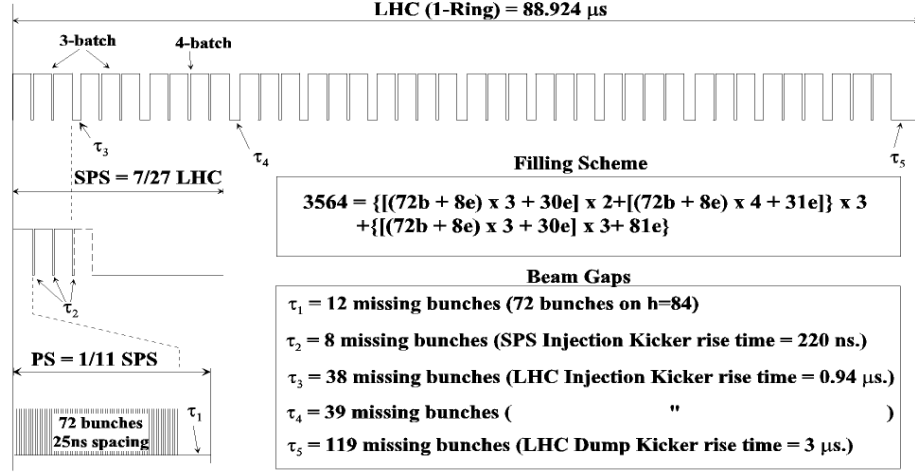 LHC (1-Ring) = 88.924 μs
3-batch
4-batch
τ3
τ4
τ5
SPS = 7/27 LHC
Filling Scheme
3564 = {[(72b + 8e) x 3 + 30e] x 2+[(72b + 8e) x 4 + 31e]} x 3
+{[(72b + 8e) x 3 + 30e] x 3+ 81e}
τ2
Beam Gaps
τ1 = 12 missing bunches (72 bunches on h=84)
τ2 = 8 missing bunches (SPS Injection Kicker rise time = 220 ns.)
τ3 = 38 missing bunches (LHC Injection Kicker rise time = 0.94 μs.)
τ4 = 39 missing bunches ( " )
τ5 = 119 missing bunches (LHC Dump Kicker rise time = 3 μs.)
PS = 1/11 SPS
τ1
72 bunches
25ns spacing